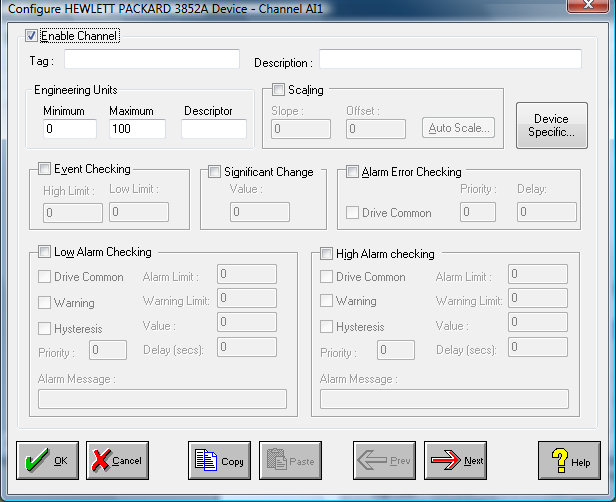 Configure HEWLETT PACKARD 3852A Device - Channel AI1
Enable Channel
Tag :
Description :
Engineering Units
Minimum Maximum Descriptor
0 100
Scaling
Slope : Offset :
0 0
Auto Scale...
Device Specific...
Event Checking
High Limit : Low Limit :
0 0
Significant Change
Value :
0
Alarm Error Checking
Priority : Delay:
Drive Common 0 0
Low Alarm Checking
Drive Common Alarm Limit : 0
Warning Warning Limit: 0
Hysteresis Value : 0
Priority : 0 Delay (secs): 0
Alarm Message :
High Alarm checking
Drive Common Alarm Limit : 0
Warning Warning Limit: 0
Hysteresis Value : 0
Priority : 0 Delay (secs): 0
Alarm Message :
OK Cancel Copy Paste Prev Next Help